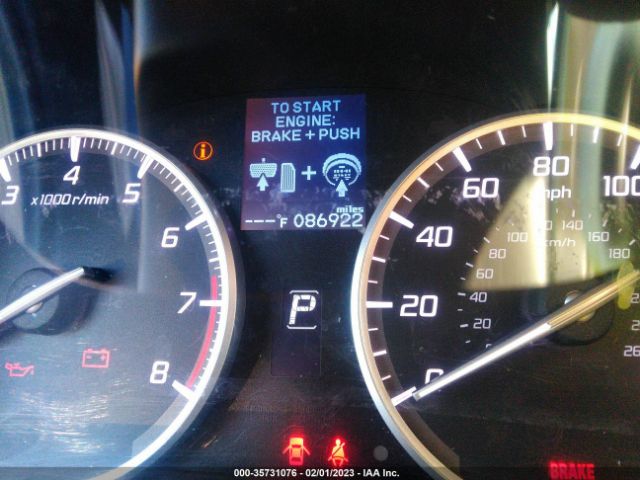 TO START
ENGINE:
BRAKE + PUSH
miles
---°F 086922
3 4 5 6 7 8
x1000r/min
P
0 20 40 60 80 100
mph
km/h
20 40 60 80 100 140 160 180
BRAKE
000-35731076 - 02/01/2023 - IAA Inc.